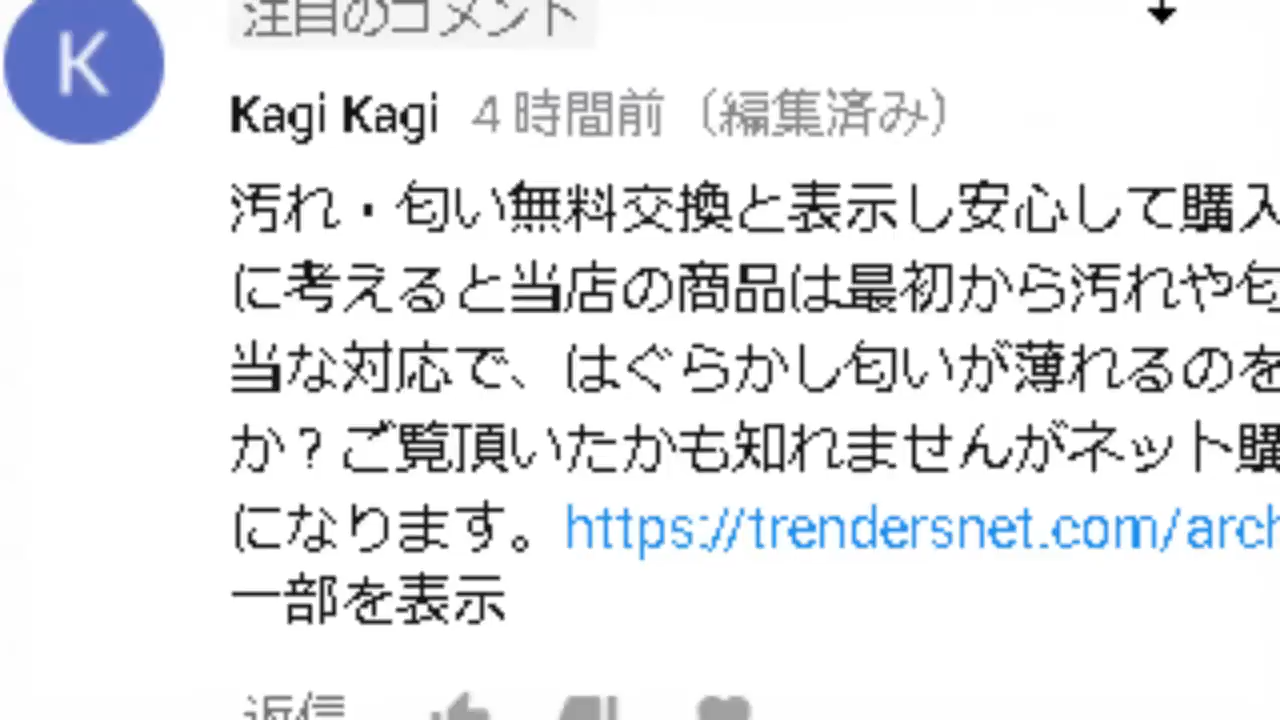 注目のコメント
K
Kagi Kagi 4 時間前（編集済み）
汚れ・匂い無料交換と表示し安心して購入
に考えると当店の商品は最初から汚れや匂
当な対応で、はぐらかし匂いが薄れるのを
か？ご覧頂いたかも知れませんがネット購
になります。https://trendersnet.com/arch
一部を表示
返信